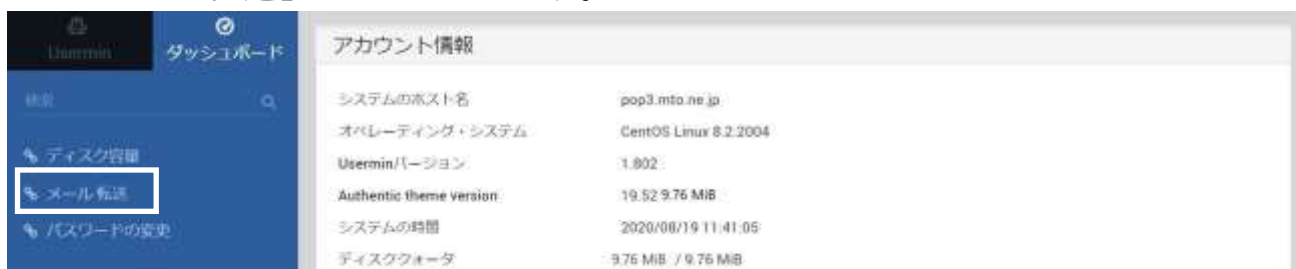 Usermin
ダッシュボード
検索
ディスク容量
メール転送
パスワードの変更
アカウント情報
システムのホスト名 pop3.mto.ne.jp
オペレーティング・システム CentOS Linux 8.2.2004
Userminバージョン 1.802
Authentic theme version 19.52 9.76 MiB
システムの時間 2020/08/19 11:41:05
ディスククォータ 9.76 MiB / 9.76 MiB